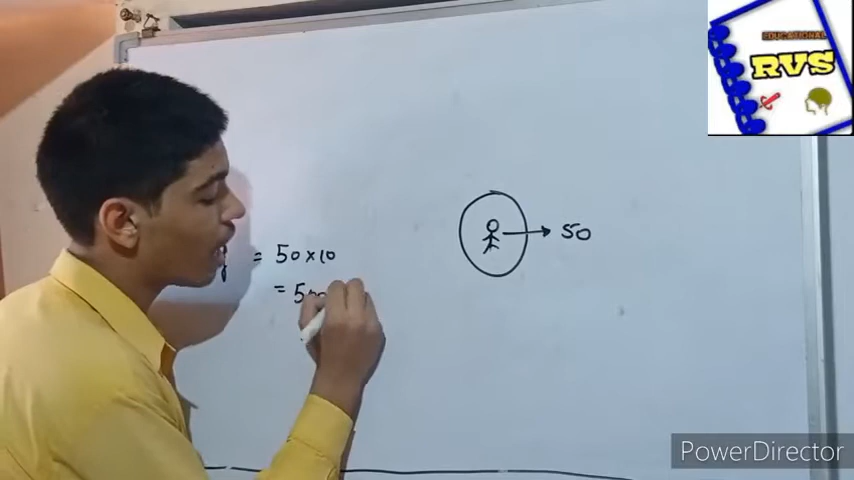 EDUCATIONAL
RVS
= 50×10
50
=
PowerDirector